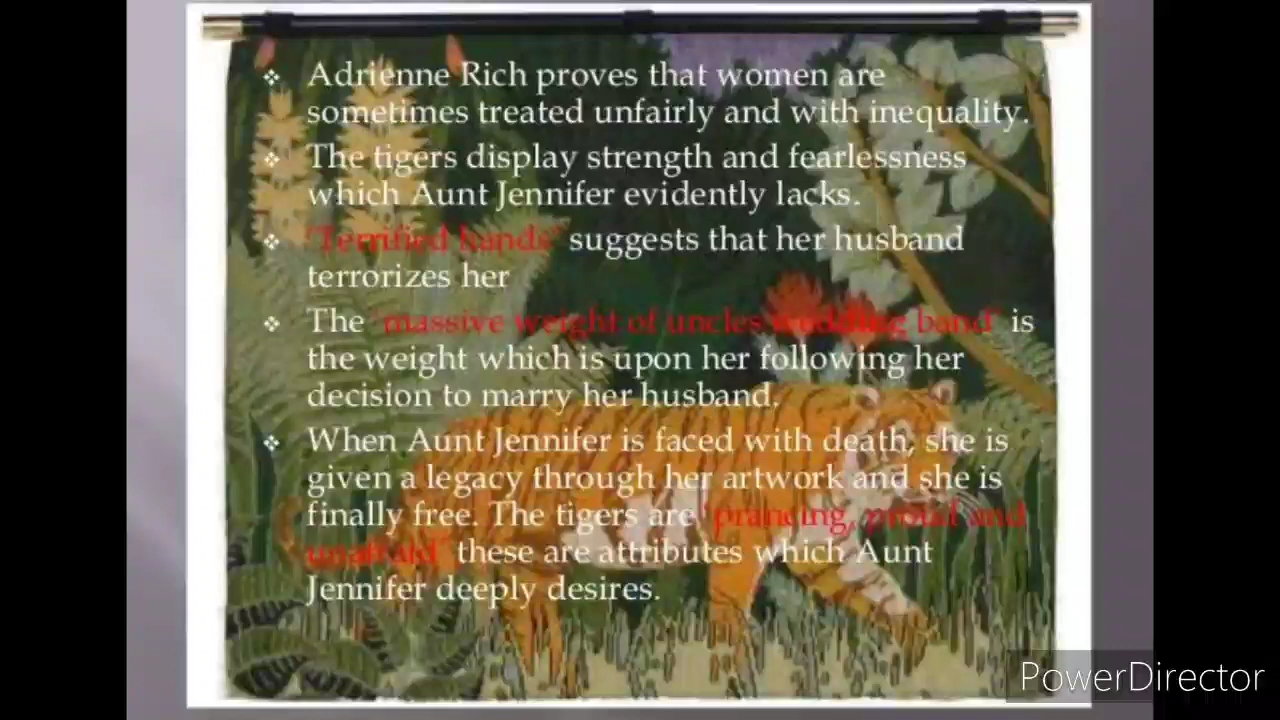 ❖ Adrienne Rich proves that women are
sometimes treated unfairly and with inequality.
❖ The tigers display strength and fearlessness
which Aunt Jennifer evidently lacks.
❖ "Terrified hands" suggests that her husband
terrorizes her
❖ The "massive weight of uncles wedding band" is
the weight which is upon her following her
decision to marry her husband.
❖ When Aunt Jennifer is faced with death, she is
given a legacy through her artwork and she is
finally free. The tigers are "prancing, proud and
unafraid" these are attributes which Aunt
Jennifer deeply desires.
PowerDirector